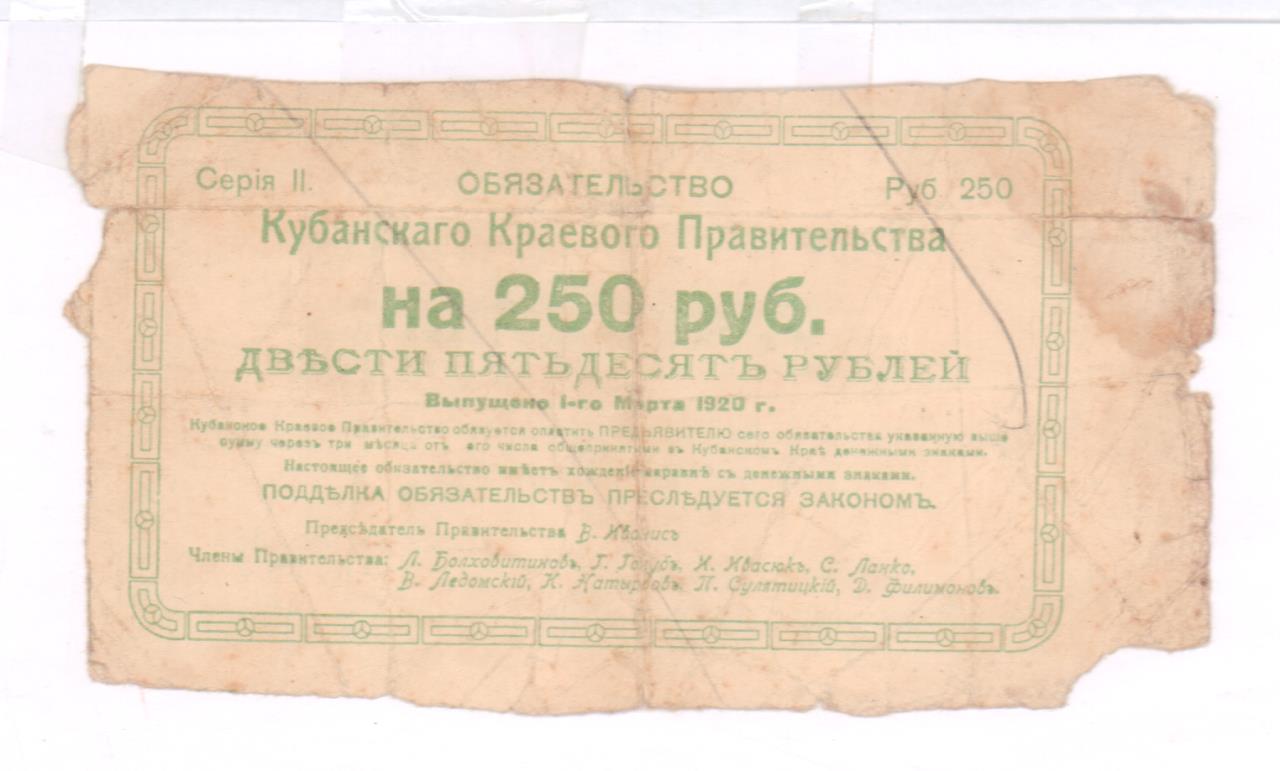 Серія II. ОБЯЗАТЕЛЬСТВО Руб. 250
Кубанскаго Краевого Правительства
на 250 руб.
ДВѢСТИ ПЯТЬДЕСЯТЪ РУБЛЕЙ
Выпущено 1-го Марта 1920 г.
Кубанское Краевое Правительство обязуется оплатить ПРЕДЪЯВИТЕЛЮ сего обязательства указанную выше
сумму черезъ три мѣсяца отъ его числа общепринятыми въ Кубанскомъ Краѣ денежными знаками.
Настоящее обязательство имѣетъ хожденіе наравнѣ съ денежными знаками.
ПОДДѢЛКА ОБЯЗАТЕЛЬСТВЪ ПРЕСЛѢДУЕТСЯ ЗАКОНОМЪ.
Предсѣдатель Правительства В. Иванисъ
Члены Правительства: Л. Болховитиновъ, Г. Голубъ, И. Ивасюкъ, С. Ланко,
В. Ледомскій, К. Натырбовъ, П. Сулятицкій, Д. Филимоновъ.